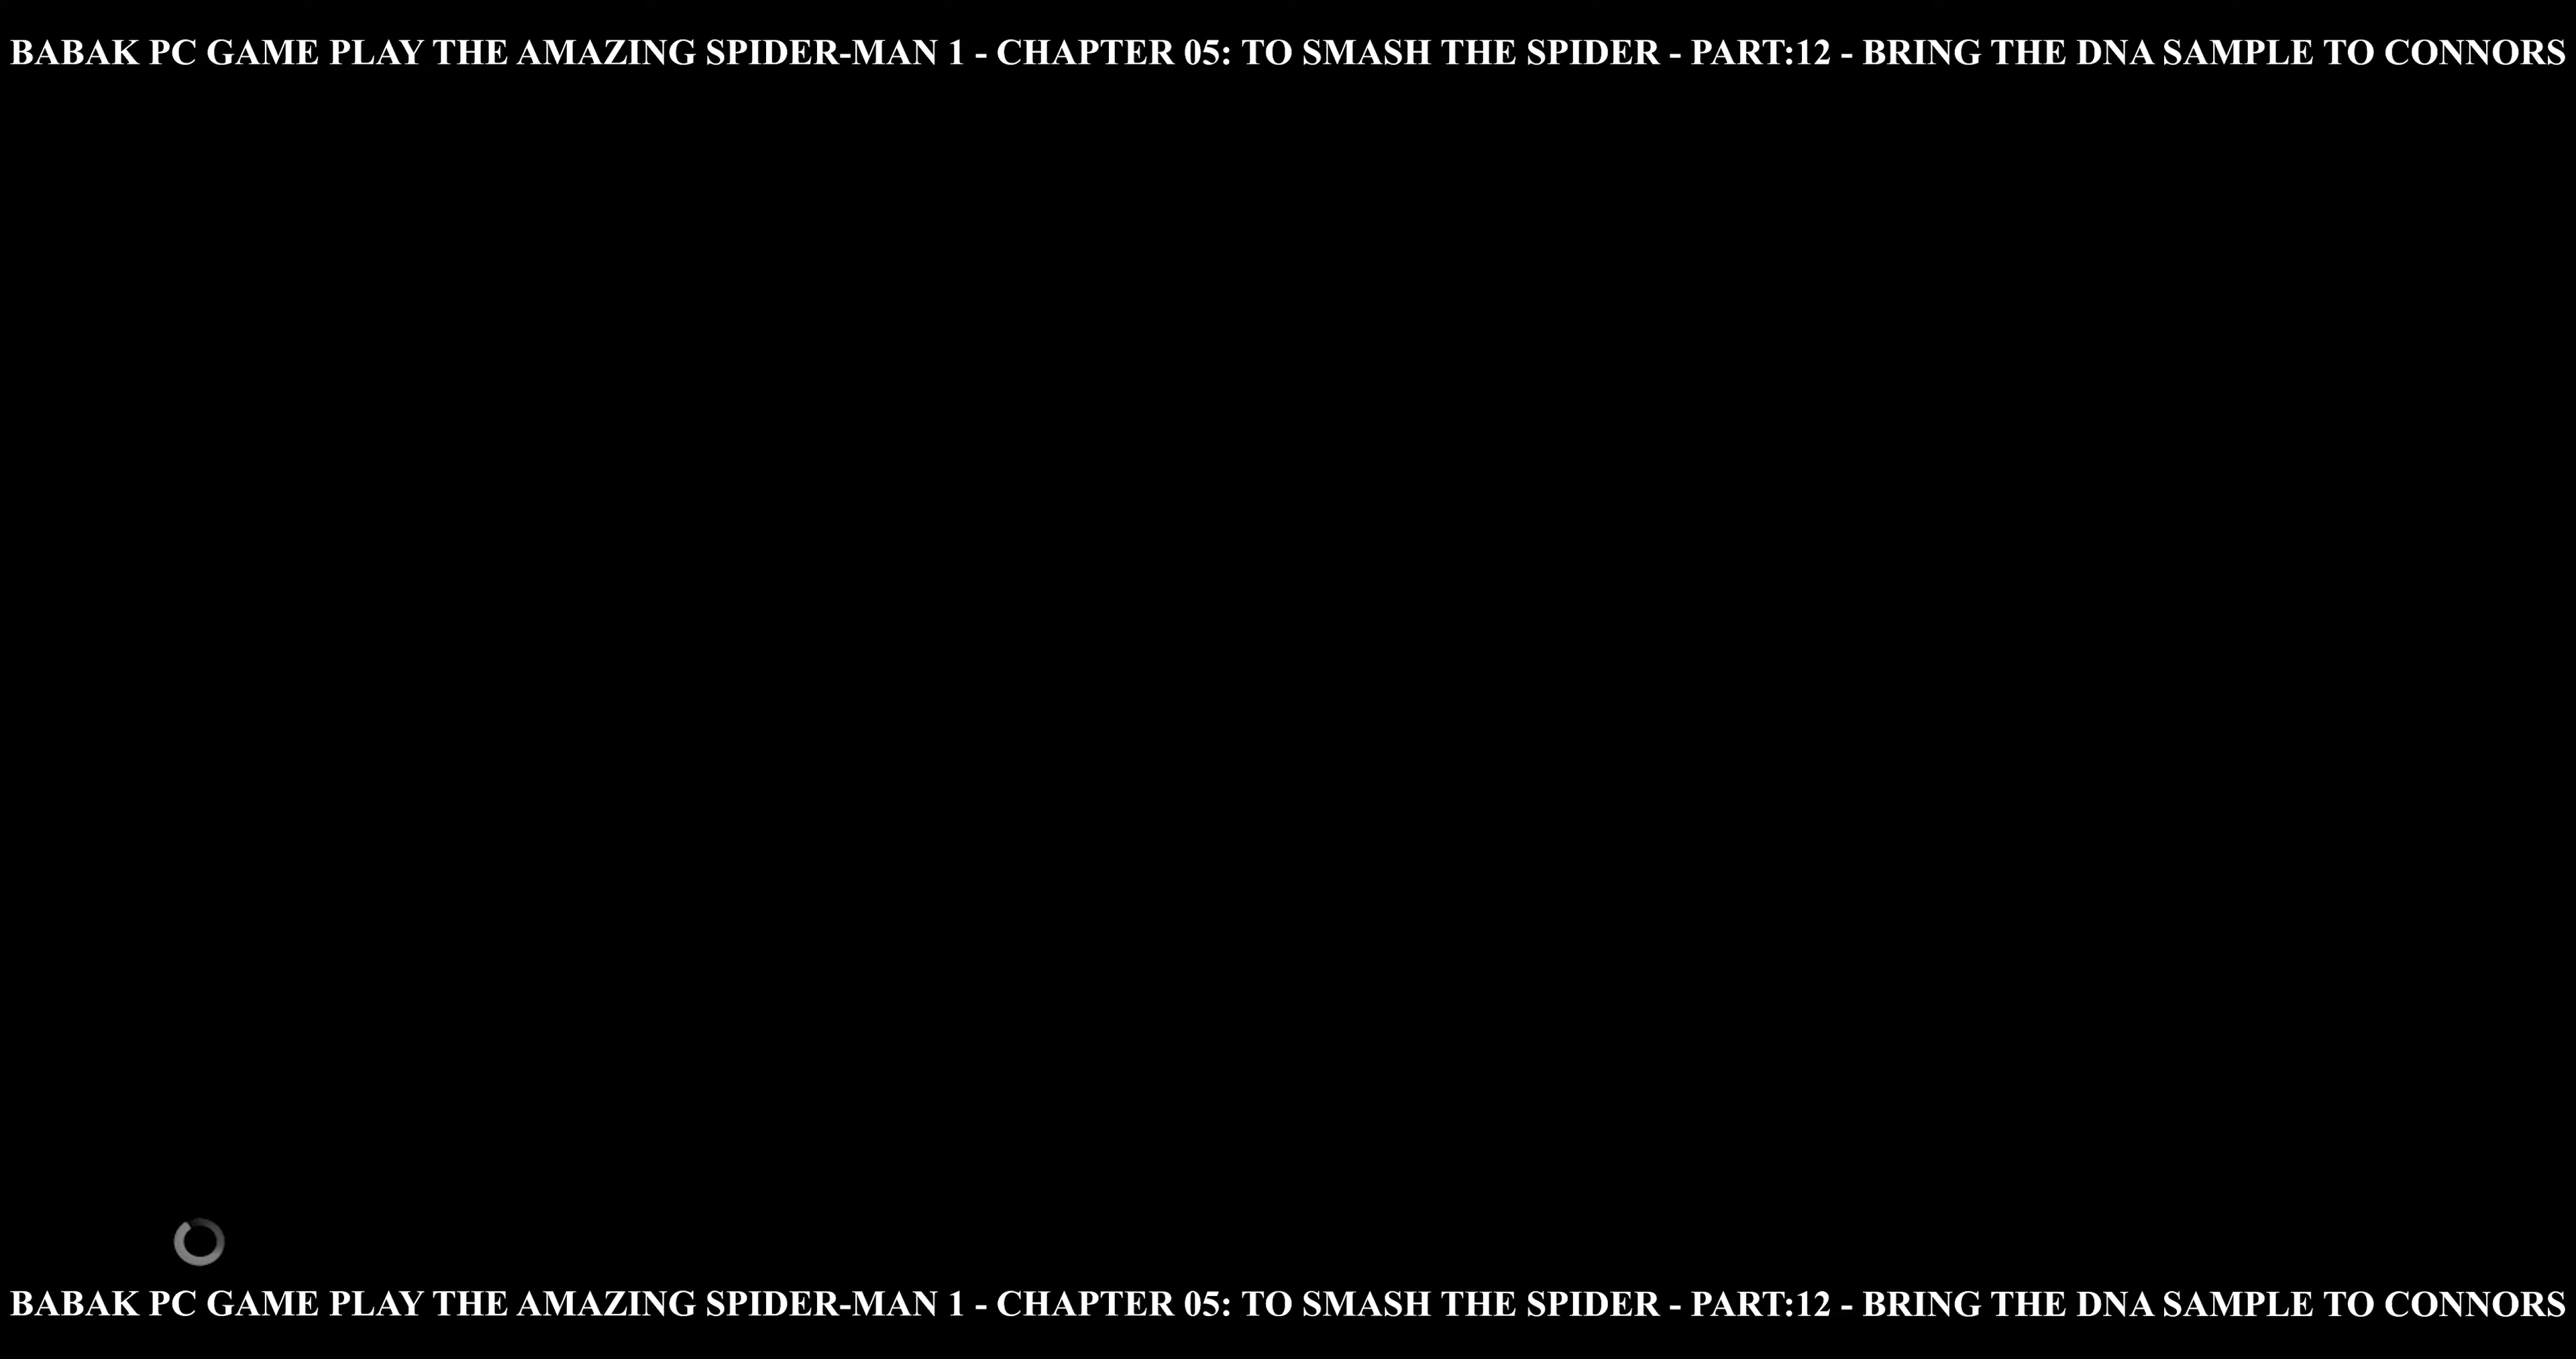 BABAK PC GAME PLAY THE AMAZING SPIDER-MAN 1 - CHAPTER 05: TO SMASH THE SPIDER - PART:12 - BRING THE DNA SAMPLE TO CONNORS
BABAK PC GAME PLAY THE AMAZING SPIDER-MAN 1 - CHAPTER 05: TO SMASH THE SPIDER - PART:12 - BRING THE DNA SAMPLE TO CONNORS